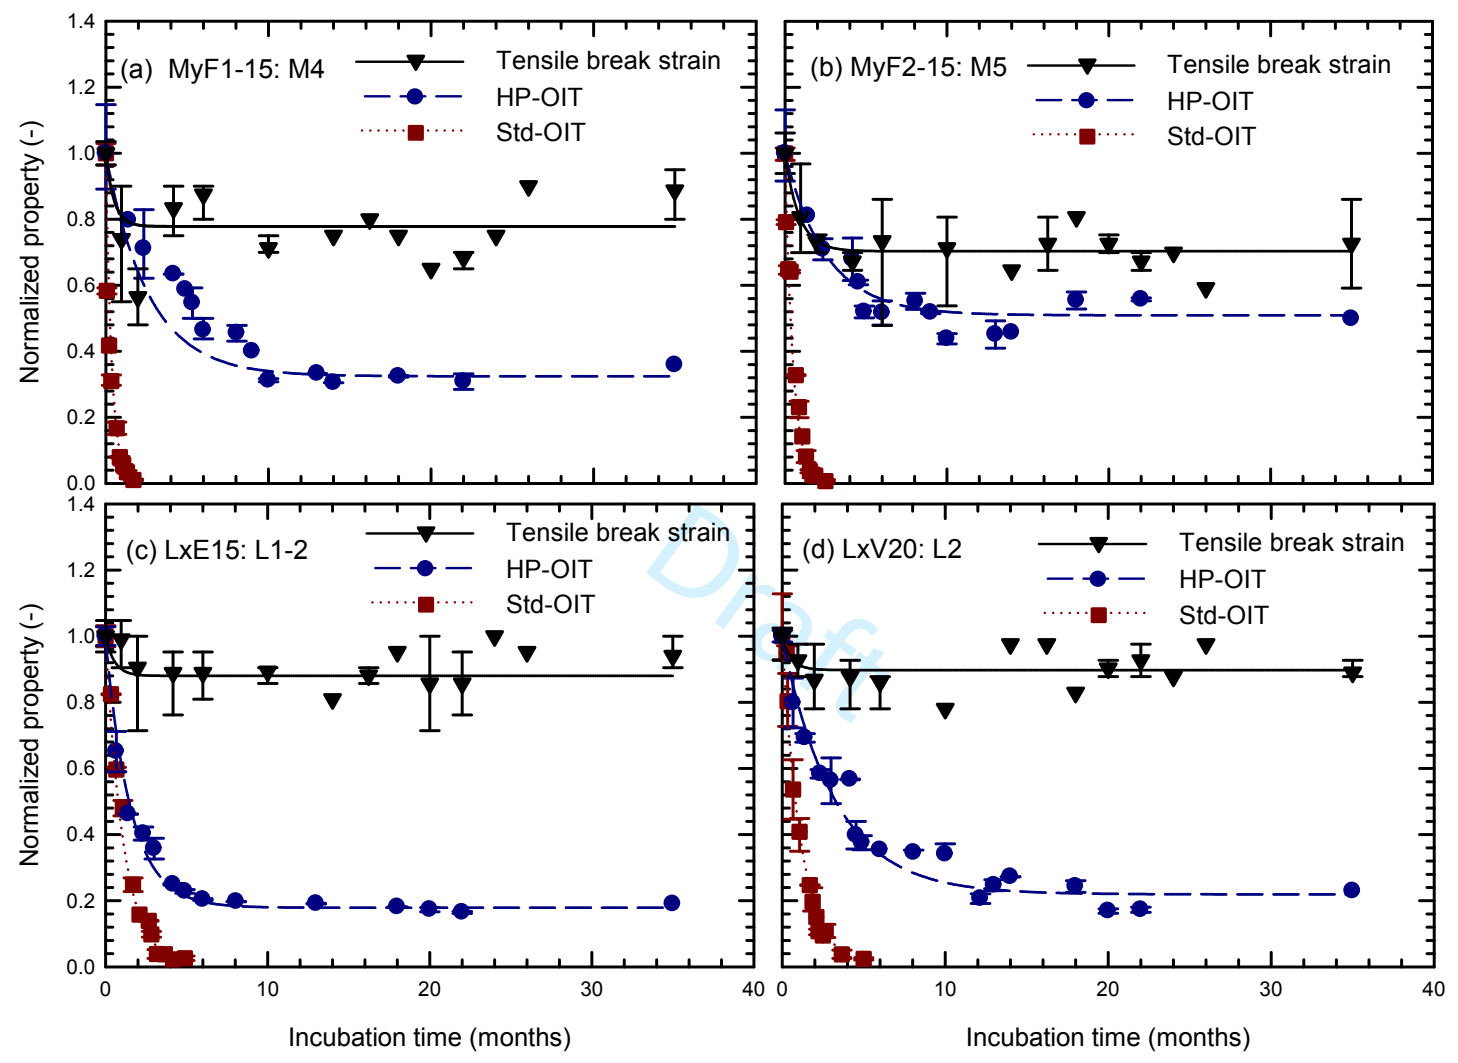 1.4
1.2
1.0
0.8
0.6
0.4
0.2
0.0
Normalized property (-)
(a) MyF1-15: M4
Tensile break strain
HP-OIT
Std-OIT
(b) MyF2-15: M5
Tensile break strain
HP-OIT
Std-OIT
1.4
1.2
1.0
0.8
0.6
0.4
0.2
0.0
Normalized property (-)
(c) LxE15: L1-2
Tensile break strain
HP-OIT
Std-OIT
0 10 20 30 40
Incubation time (months)
(d) LxV20: L2
Tensile break strain
HP-OIT
Std-OIT
0 10 20 30 40
Incubation time (months)
Draft